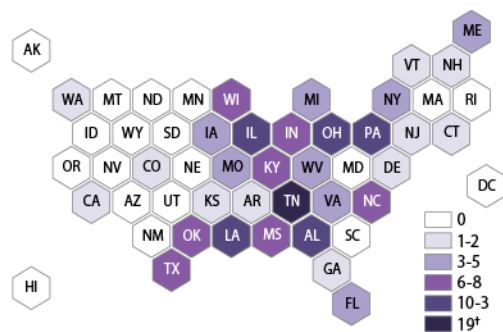 ME
AK
VT NH
WA MT ND MN WI MI NY MA RI
ID WY SD IA IL IN OH PA NJ CT
OR NV CO NE MO KY WV MD DE
DC
CA AZ UT KS AR TN VA NC
NM OK LA MS AL SC
TX GA
HI
FL
0
1-2
3-5
6-8
10-3
19†